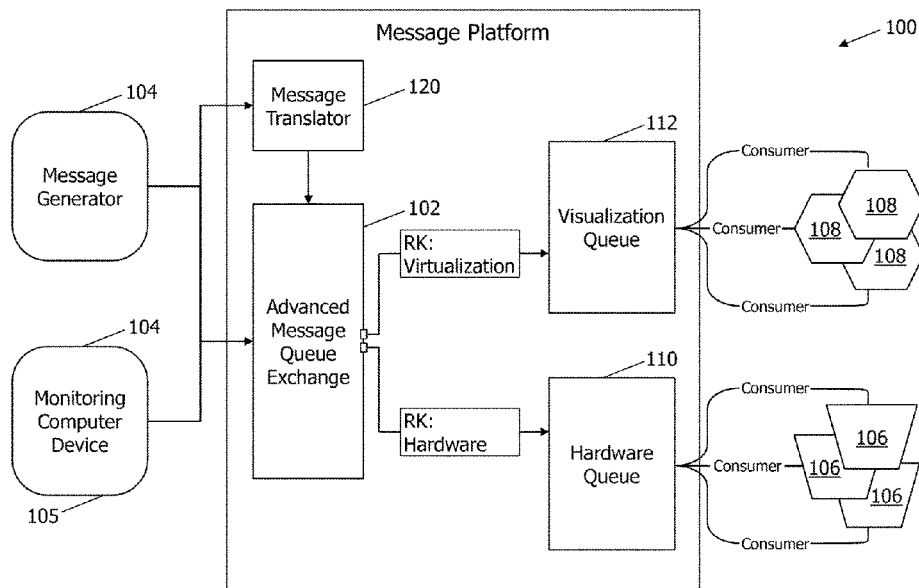 Message Platform
100
104
Message
Generator
Message
Translator
120
112
Visualization
Queue
Consumer
Consumer
Consumer
108
108
108
102
Advanced
Message
Queue
Exchange
RK:
Virtualization
RK:
Hardware
104
Monitoring
Computer
Device
105
110
Hardware
Queue
Consumer
Consumer
Consumer
106
106
106